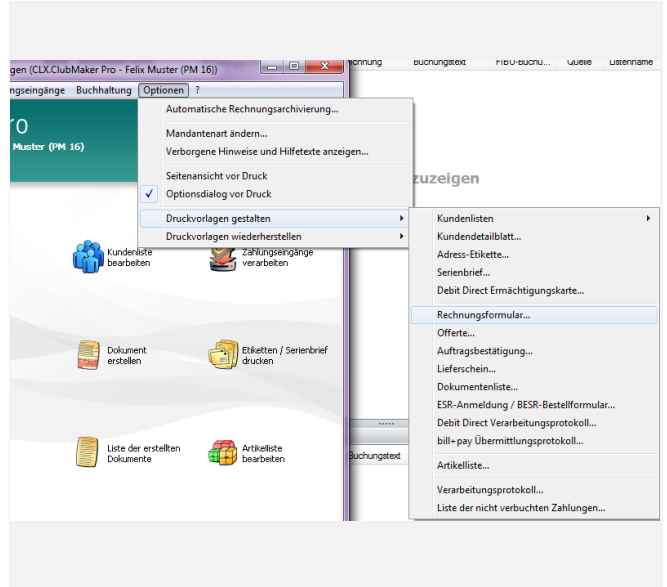 gen (CLX.ClubMaker Pro - Felix Muster (PM 16))
chnung Buchungstext FIBU-Buchu... Quelle Listenname
ngseingänge Buchhaltung Optionen ?
ro
Muster (PM 16)
Automatische Rechnungsarchivierung...
Mandantenart ändern...
Verborgene Hinweise und Hilfetexte anzeigen...
Seitenansicht vor Druck
Optionsdialog vor Druck
Druckvorlagen gestalten
Druckvorlagen wiederherstellen
zuzeigen
Kundenlisten
Kundendetailblatt...
Adress-Etikette...
Serienbrief...
Debit Direct Ermächtigungskarte...
Rechnungsformular...
Offerte...
Auftragsbestätigung...
Lieferschein...
Dokumentenliste...
ESR-Anmeldung / BESR-Bestellformular...
Debit Direct Verarbeitungsprotokoll...
bill+pay Übermittlungsprotokoll...
Artikelliste...
Verarbeitungsprotokoll...
Liste der nicht verbuchten Zahlungen...
Kundenliste
bearbeiten
Zahlungseingänge
verarbeiten
Dokument
erstellen
Etiketten / Serienbrief
drucken
Liste der erstellten
Dokumente
Artikelliste
bearbeiten
Buchungstext